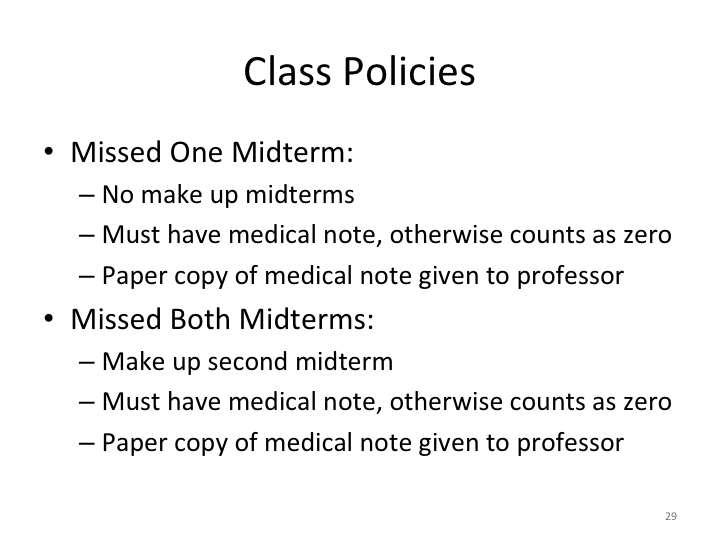 Class Policies
• Missed One Midterm:
– No make up midterms
– Must have medical note, otherwise counts as zero
– Paper copy of medical note given to professor
• Missed Both Midterms:
– Make up second midterm
– Must have medical note, otherwise counts as zero
– Paper copy of medical note given to professor
29